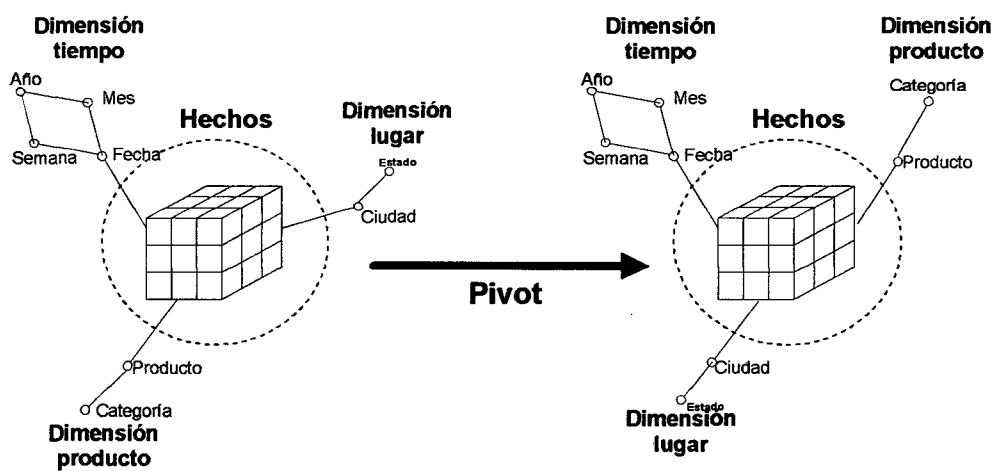 Dimensión
tiempo
Año
Mes
Semana
Fecha
Hechos
Dimensión
lugar
Estado
Ciudad
Producto
Categoría
Dimensión
producto
Pivot
Dimensión
tiempo
Año
Mes
Semana
Fecha
Hechos
Dimensión
producto
Categoría
Producto
Ciudad
Estado
Dimensión
lugar